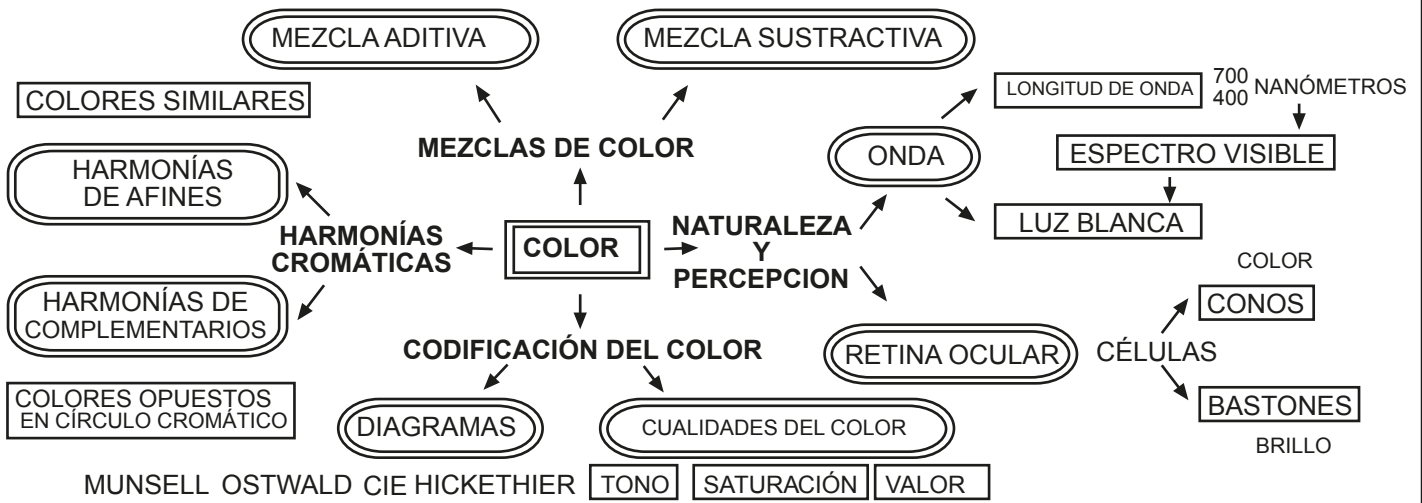 MEZCLA ADITIVA
MEZCLA SUSTRACTIVA
COLORES SIMILARES
LONGITUD DE ONDA
700
400
NANÓMETROS
MEZCLAS DE COLOR
ONDA
ESPECTRO VISIBLE
HARMONÍAS
DE AFINES
LUZ BLANCA
HARMONÍAS
CROMÁTICAS
COLOR
NATURALEZA
Y
PERCEPCION
COLOR
CONOS
HARMONÍAS DE
COMPLEMENTARIOS
CODIFICACIÓN DEL COLOR
RETINA OCULAR
CÉLULAS
COLORES OPUESTOS
EN CÍRCULO CROMÁTICO
DIAGRAMAS
CUALIDADES DEL COLOR
BASTONES
BRILLO
MUNSELL OSTWALD CIE HICKETHIER
TONO
SATURACIÓN
VALOR